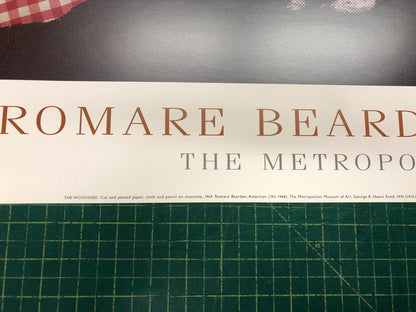 ROMARE BEARD
THE METROPO
THE WOODSHED. Cut and pasted paper, cloth and pencil on masonite, 1969. Romare Bearden, American (1911-1988). The Metropolitan Museum of Art, George A. Hearn Fund, 1970 (1970.